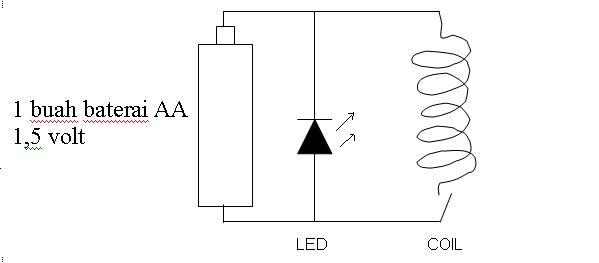 1 buah baterai AA
1,5 volt
LED
COIL